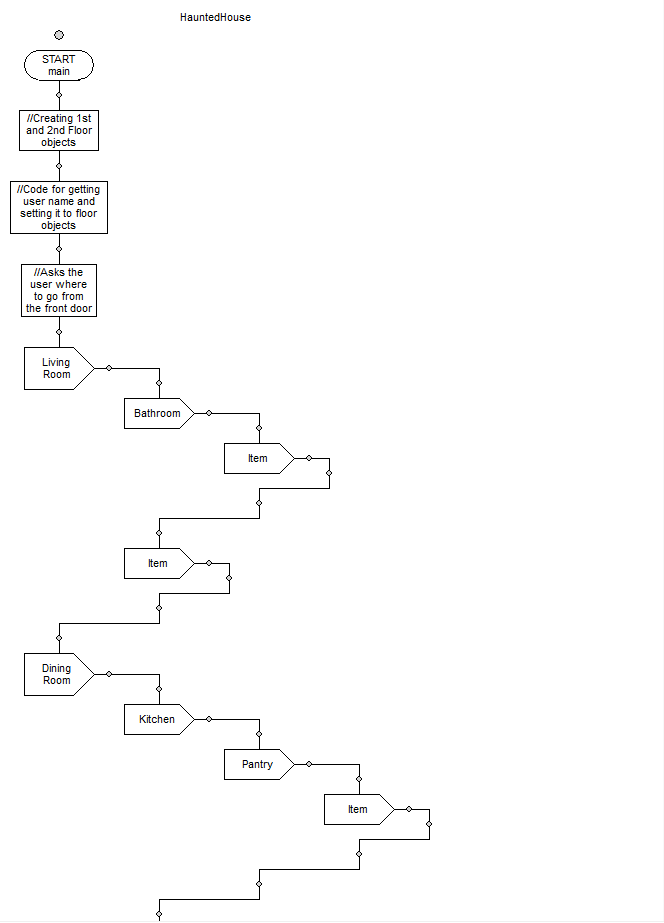 HauntedHouse
START
main
//Creating 1st
and 2nd Floor
objects
//Code for getting
user name and
setting it to floor
objects
//Asks the
user where
to go from
the front door
Living
Room
Bathroom
Item
Item
Dining
Room
Kitchen
Pantry
Item